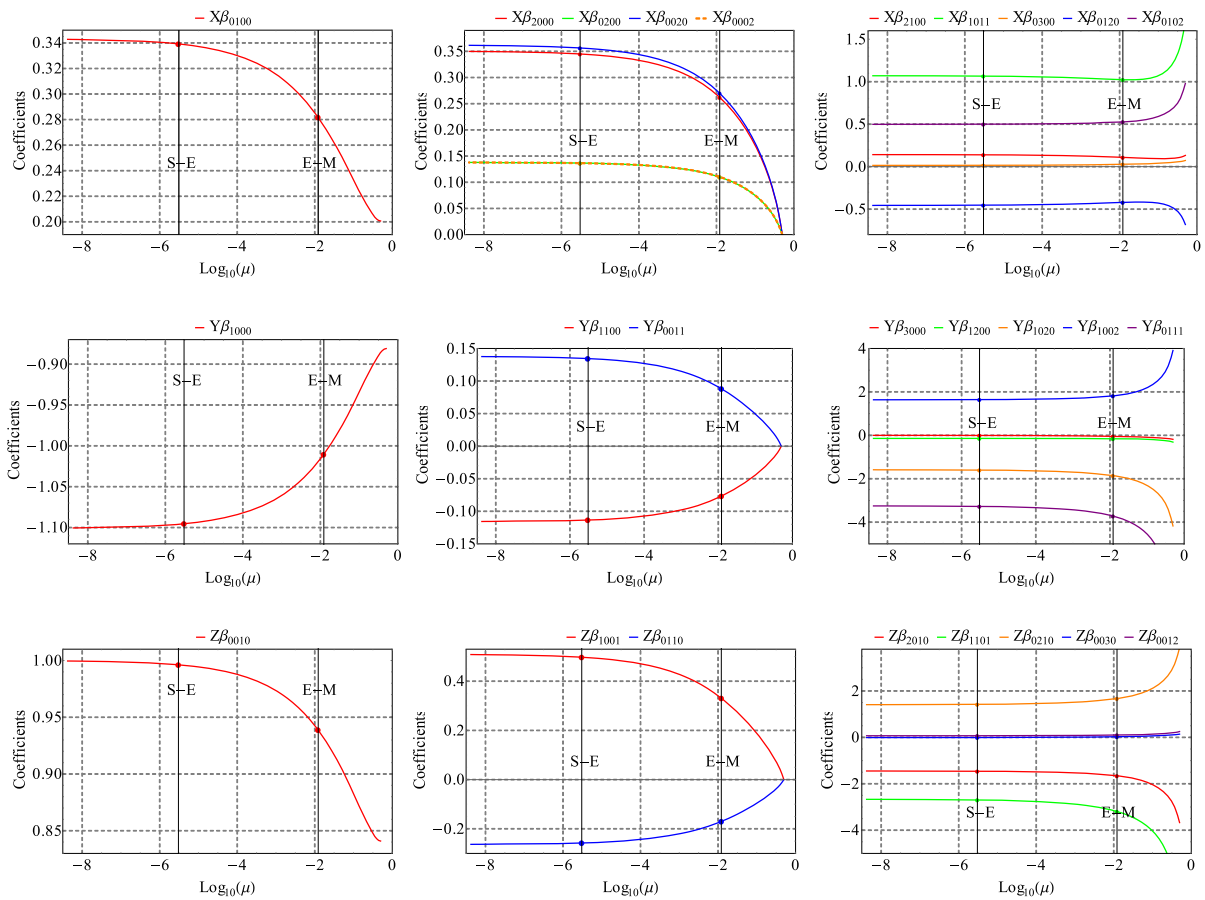 Xβ0100
0.34
0.32
0.30
0.28
0.26
0.24
0.22
0.20
Coefficients
S-E
E-M
-8
-6
-4
-2
0
Log10(μ)
Xβ2000 Xβ0200 Xβ0020 Xβ0002
0.35
0.30
0.25
0.20
0.15
0.10
0.05
0.00
Coefficients
S-E
E-M
-8
-6
-4
-2
0
Log10(μ)
Xβ2100 Xβ1011 Xβ0300 Xβ0120 Xβ0102
1.5
1.0
0.5
0.0
-0.5
Coefficients
S-E
E-M
-8
-6
-4
-2
0
Log10(μ)
Yβ1000
-0.90
-0.95
-1.00
-1.05
-1.10
Coefficients
S-E
E-M
-8
-6
-4
-2
0
Log10(μ)
Yβ1100 Yβ0011
0.15
0.10
0.05
0.00
-0.05
-0.10
-0.15
Coefficients
S-E
E-M
-8
-6
-4
-2
0
Log10(μ)
Yβ3000 Yβ1200 Yβ1020 Yβ1002 Yβ0111
4
2
0
-2
-4
Coefficients
S-E
E-M
-8
-6
-4
-2
0
Log10(μ)
Zβ0010
1.00
0.95
0.90
0.85
Coefficients
S-E
E-M
-8
-6
-4
-2
0
Log10(μ)
Zβ1001 Zβ0110
0.4
0.2
0.0
-0.2
Coefficients
S-E
E-M
-8
-6
-4
-2
0
Log10(μ)
Zβ2010 Zβ1101 Zβ0210 Zβ0030 Zβ0012
2
0
-2
-4
Coefficients
S-E
E-M
-8
-6
-4
-2
0
Log10(μ)